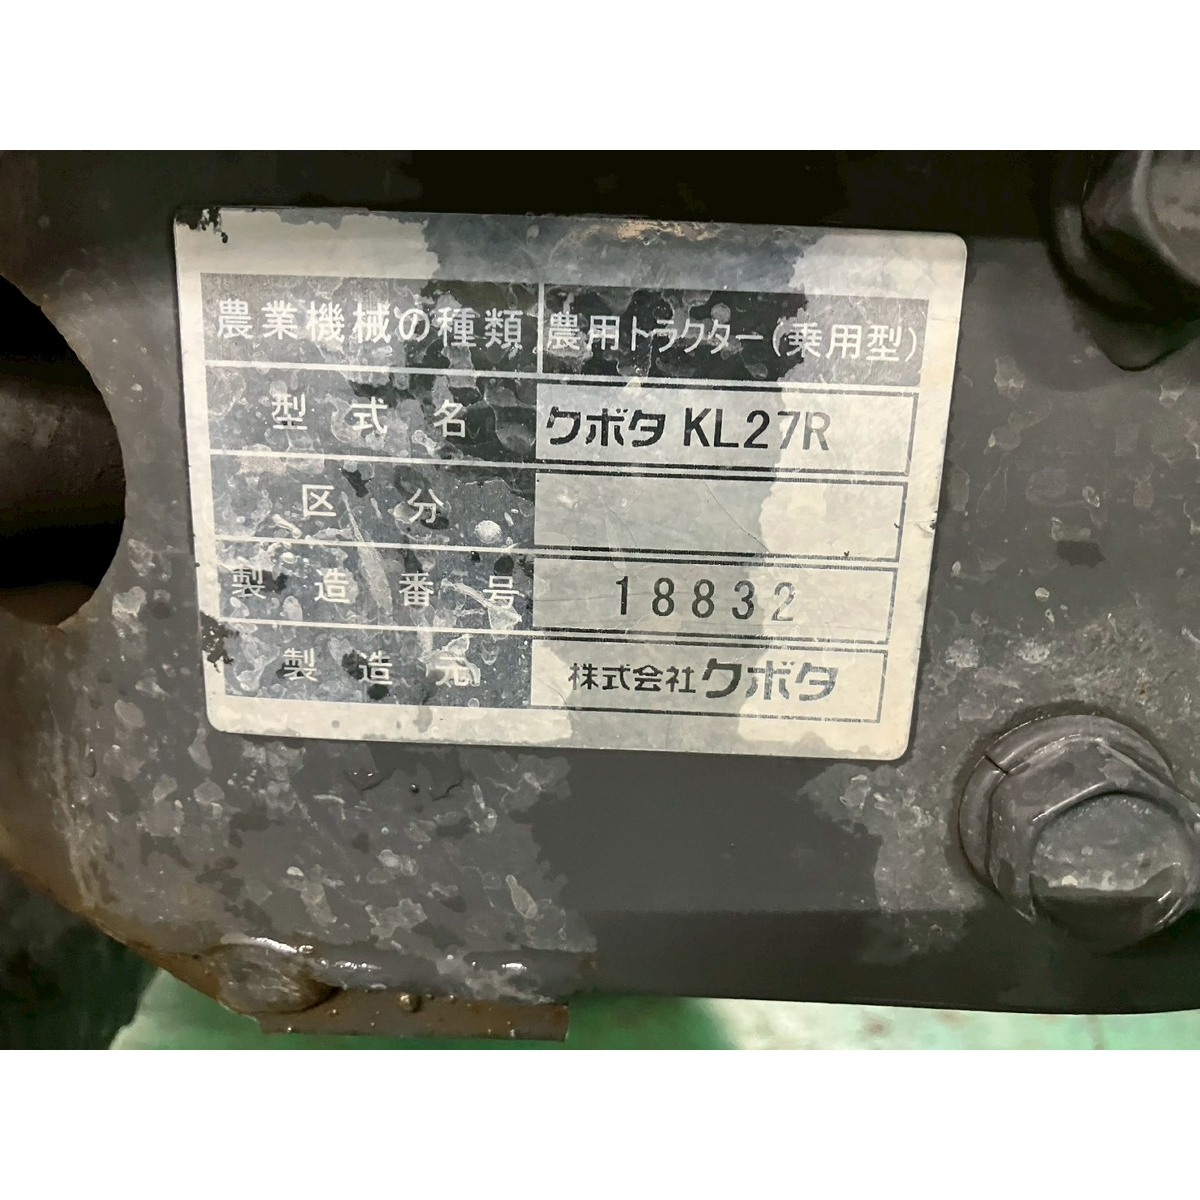 農業機械の種類 農用トラクター(乗用型)
型式名 クボタ KL27R
区分
製造番号 18832
製造元 株式会社クボタ